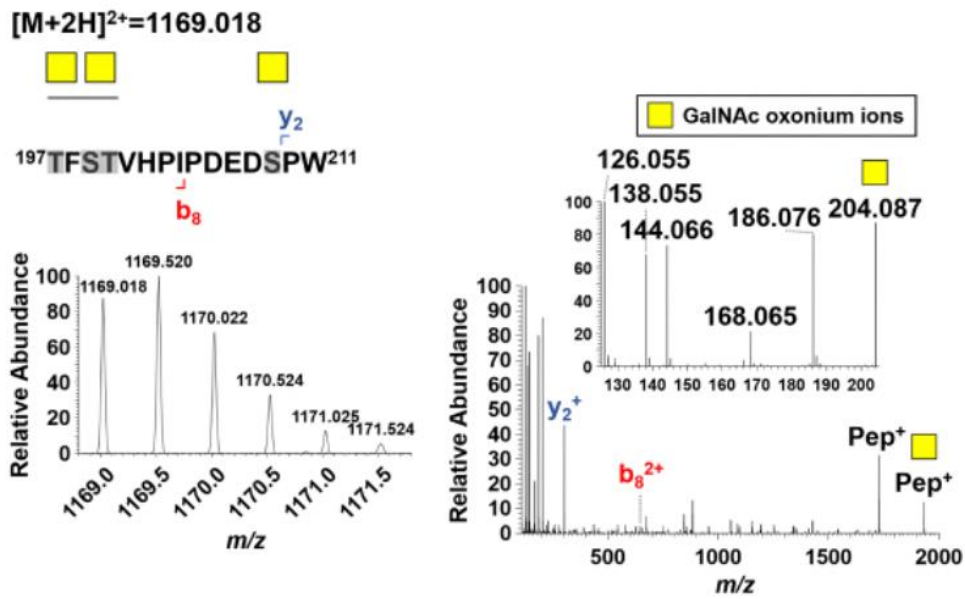 [M+2H]²⁺=1169.018
y₂
¹⁹⁷TFSTVHPIPDEDSPW²¹¹
b₈
Relative Abundance
100
80
60
40
20
0
1169.018
1169.520
1170.022
1170.524
1171.025
1171.524
1169.0
1169.5
1170.0
1170.5
1171.0
1171.5
m/z
GalNAc oxonium ions
126.055
138.055
144.066
168.065
186.076
204.087
100
80
60
40
20
0
130 140 150 160 170 180 190 200
Relative Abundance
100
90
80
70
60
50
40
30
20
10
0
y₂⁺
b₈²⁺
Pep⁺
Pep⁺
500 1000 1500 2000
m/z